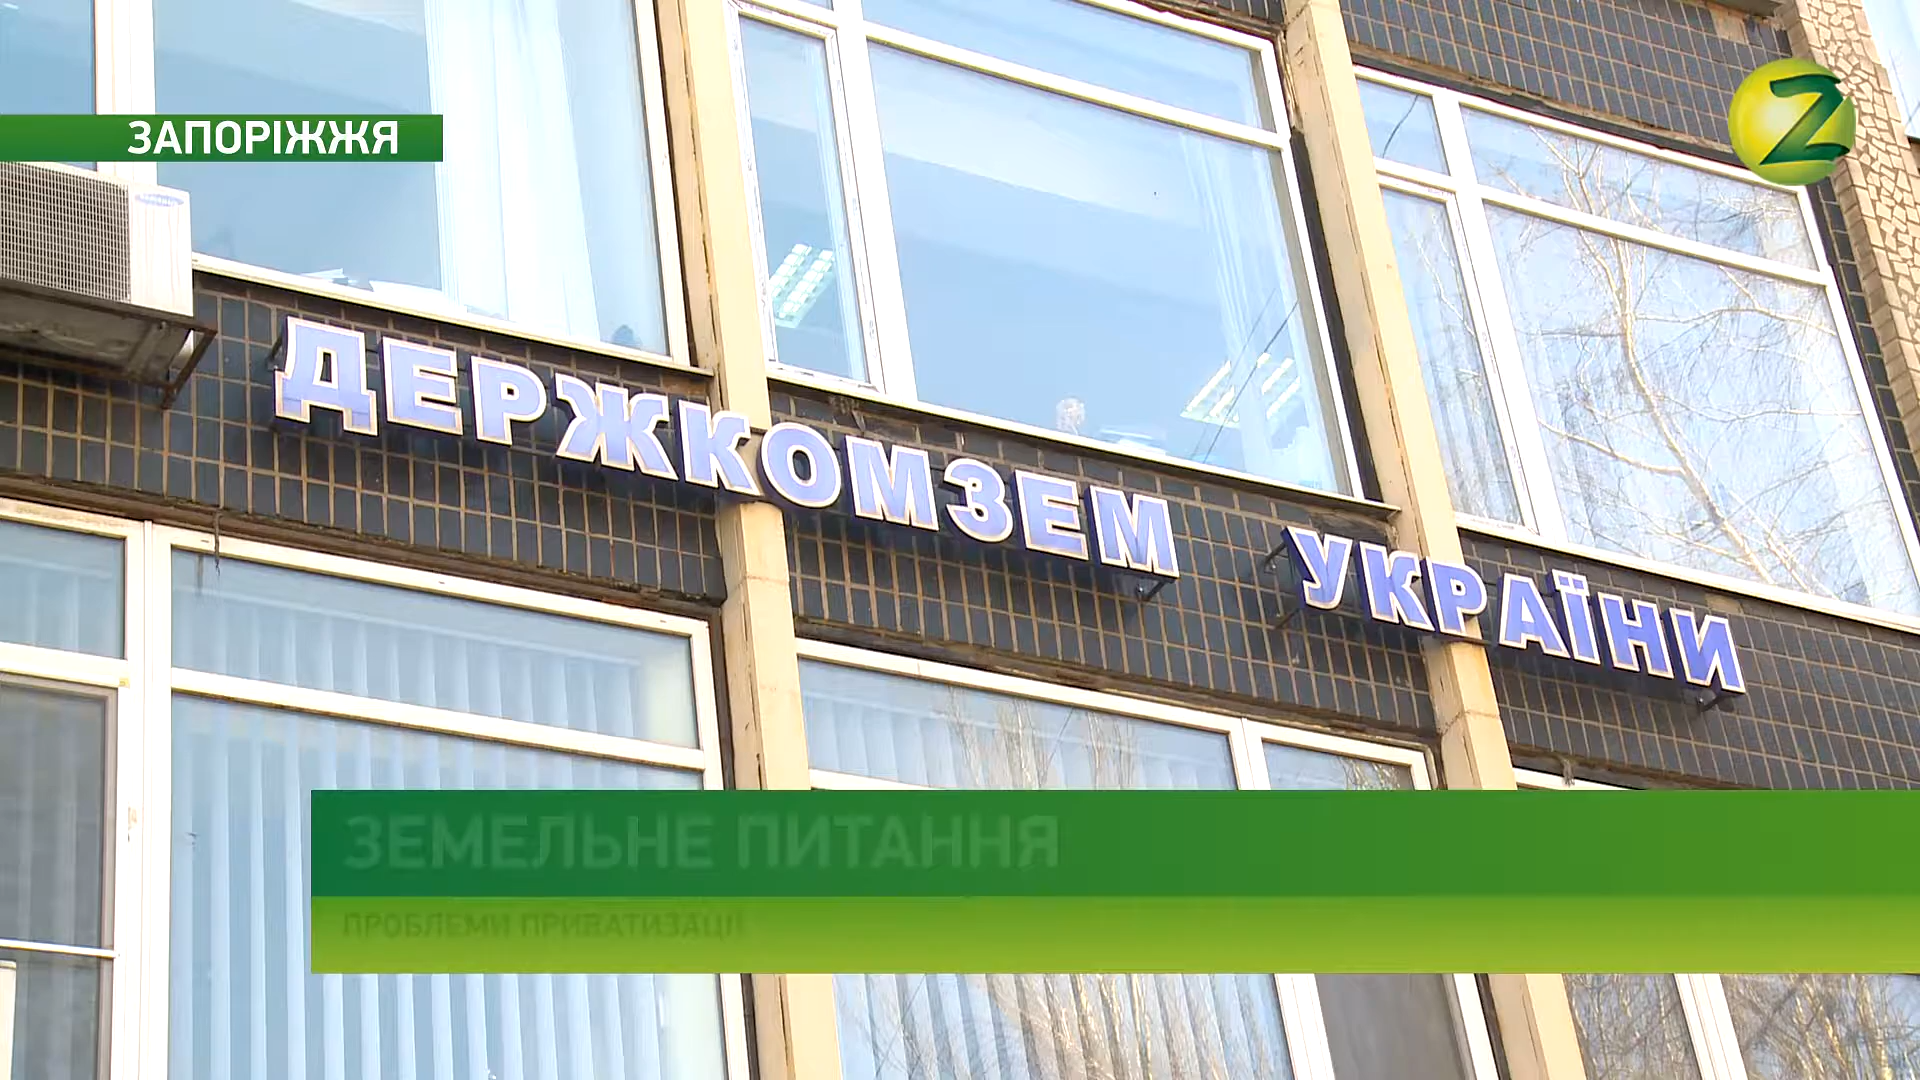 ЗАПОРІЖЖЯ
Z
ДЕРЖКОМЗЕМ УКРАЇНИ
ЗЕМЕЛЬНЕ ПИТАННЯ
ПРОБЛЕМИ ПРИВАТИЗАЦІЇ